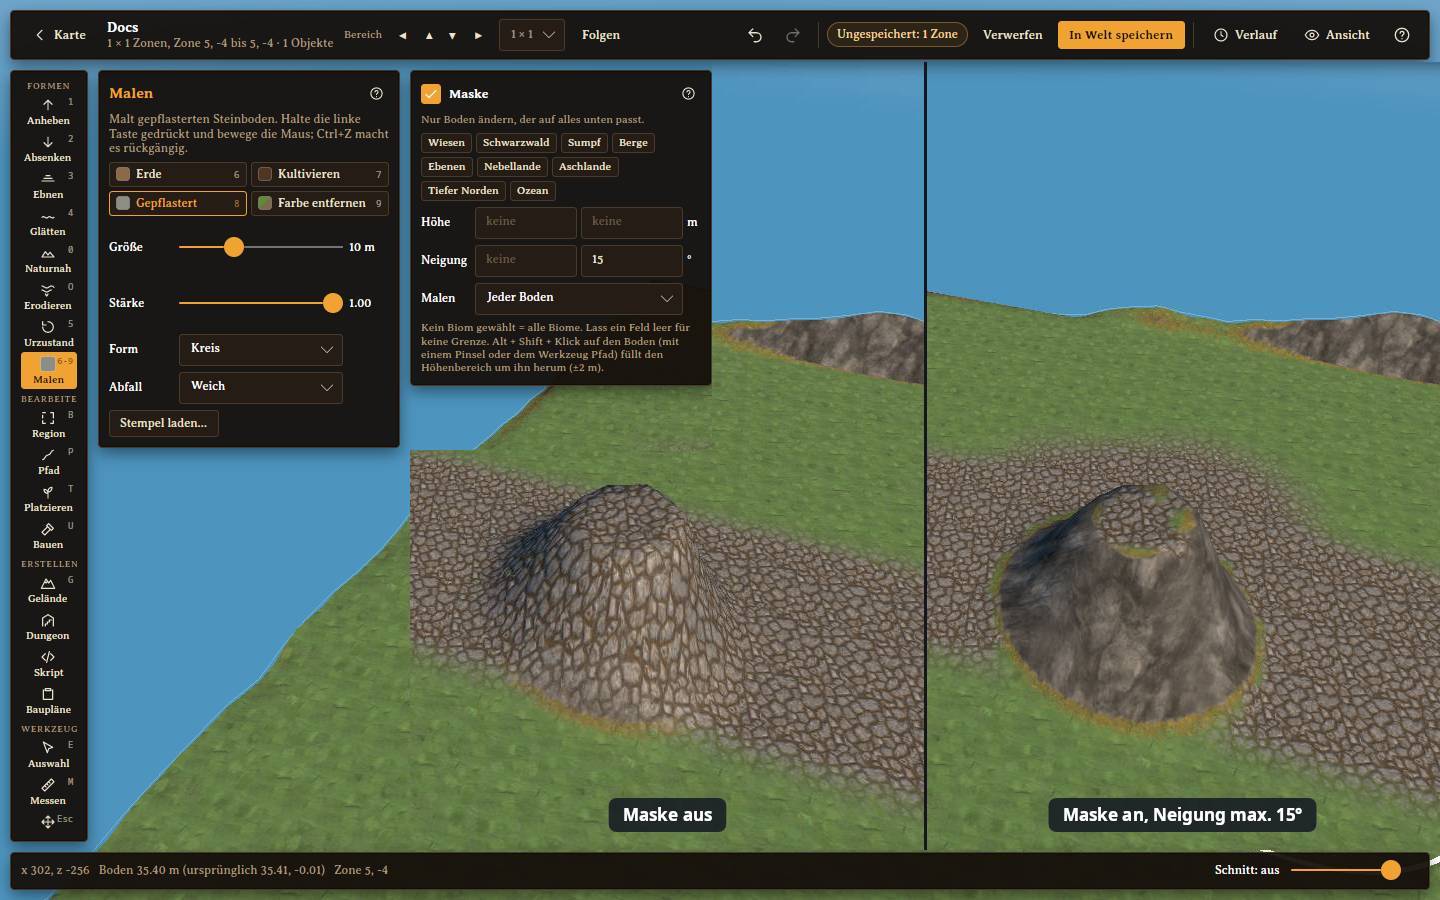 Karte
Docs
1 × 1 Zonen, Zone 5, -4 bis 5, -4 · 1 Objekte
Bereich
1 × 1
Folgen
Ungespeichert: 1 Zone
Verwerfen
In Welt speichern
Verlauf
Ansicht
FORMEN
1
Anheben
2
Absenken
3
Ebnen
4
Glätten
0
Naturnah
O
Erodieren
5
Urzustand
6-9
Malen
BEARBEITE
B
Region
P
Pfad
T
Platzieren
U
Bauen
ERSTELLEN
G
Gelände
Dungeon
Skript
Baupläne
WERKZEUG
E
Auswahl
M
Messen
Esc
Malen
Malt gepflasterten Steinboden. Halte die linke
Taste gedrückt und bewege die Maus; Ctrl+Z macht
es rückgängig.
Erde 6
Kultivieren 7
Gepflastert 8
Farbe entfernen 9
Größe 10 m
Stärke 1.00
Form Kreis
Abfall Weich
Stempel laden...
Maske
Nur Boden ändern, der auf alles unten passt.
Wiesen Schwarzwald Sumpf Berge
Ebenen Nebellande Aschlande
Tiefer Norden Ozean
Höhe keine keine m
Neigung keine 15 °
Malen Jeder Boden
Kein Biom gewählt = alle Biome. Lass ein Feld leer für
keine Grenze. Alt + Shift + Klick auf den Boden (mit
einem Pinsel oder dem Werkzeug Pfad) füllt den
Höhenbereich um ihn herum (±2 m).
Maske aus
Maske an, Neigung max. 15°
x 302, z -256 Boden 35.40 m (ursprünglich 35.41, -0.01) Zone 5, -4
Schnitt: aus